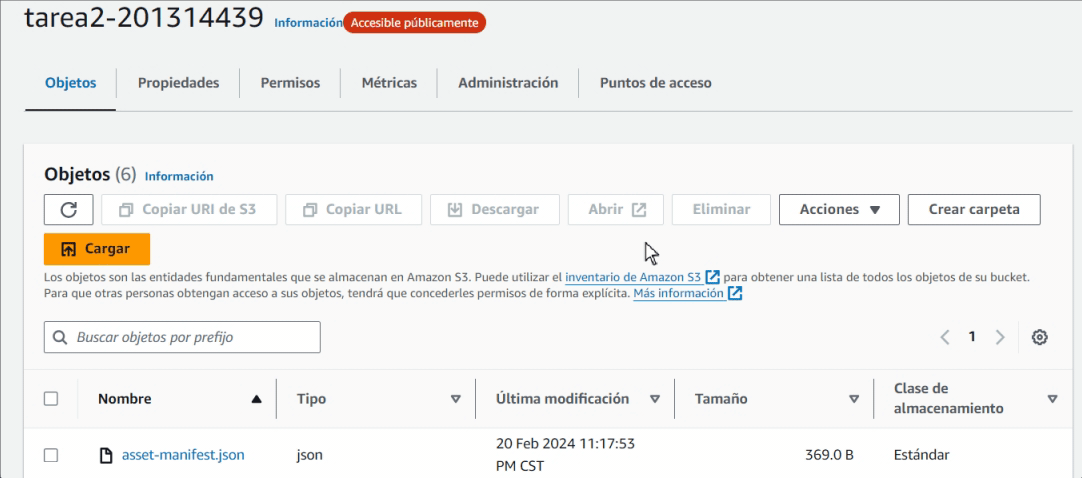 tarea2-201314439 Información Accesible públicamente
Objetos Propiedades Permisos Métricas Administración Puntos de acceso
Objetos (6) Información
Copiar URI de S3 Copiar URL Descargar Abrir Eliminar Acciones Crear carpeta
Cargar
Los objetos son las entidades fundamentales que se almacenan en Amazon S3. Puede utilizar el inventario de Amazon S3 para obtener una lista de todos los objetos de su bucket.
Para que otras personas obtengan acceso a sus objetos, tendrá que concederles permisos de forma explícita. Más información
Buscar objetos por prefijo 1
Nombre Tipo Última modificación Tamaño Clase de
almacenamiento
asset-manifest.json json 20 Feb 2024 11:17:53 369.0 B Estándar
PM CST